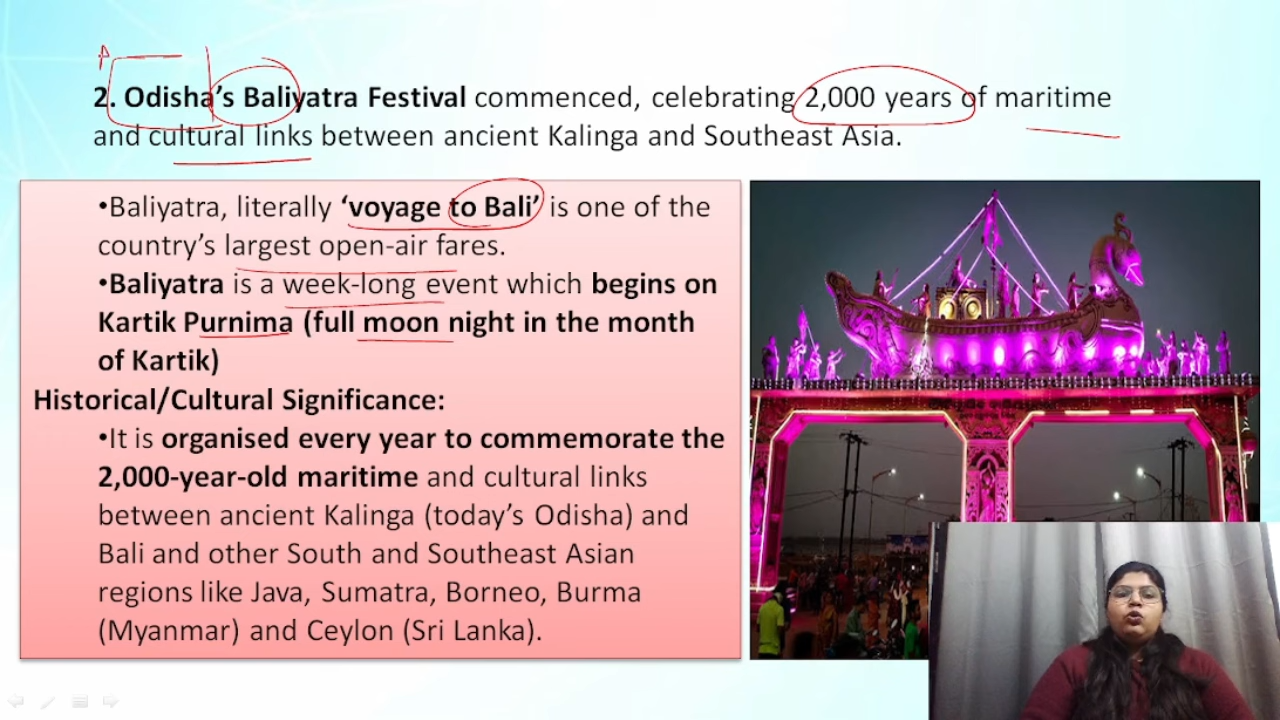 2. Odisha's Baliyatra Festival commenced, celebrating 2,000 years of maritime
and cultural links between ancient Kalinga and Southeast Asia.
•Baliyatra, literally ‘voyage to Bali’ is one of the
country's largest open-air fares.
•Baliyatra is a week-long event which begins on
Kartik Purnima (full moon night in the month
of Kartik)
Historical/Cultural Significance:
•It is organised every year to commemorate the
2,000-year-old maritime and cultural links
between ancient Kalinga (today's Odisha) and
Bali and other South and Southeast Asian
regions like Java, Sumatra, Borneo, Burma
(Myanmar) and Ceylon (Sri Lanka).